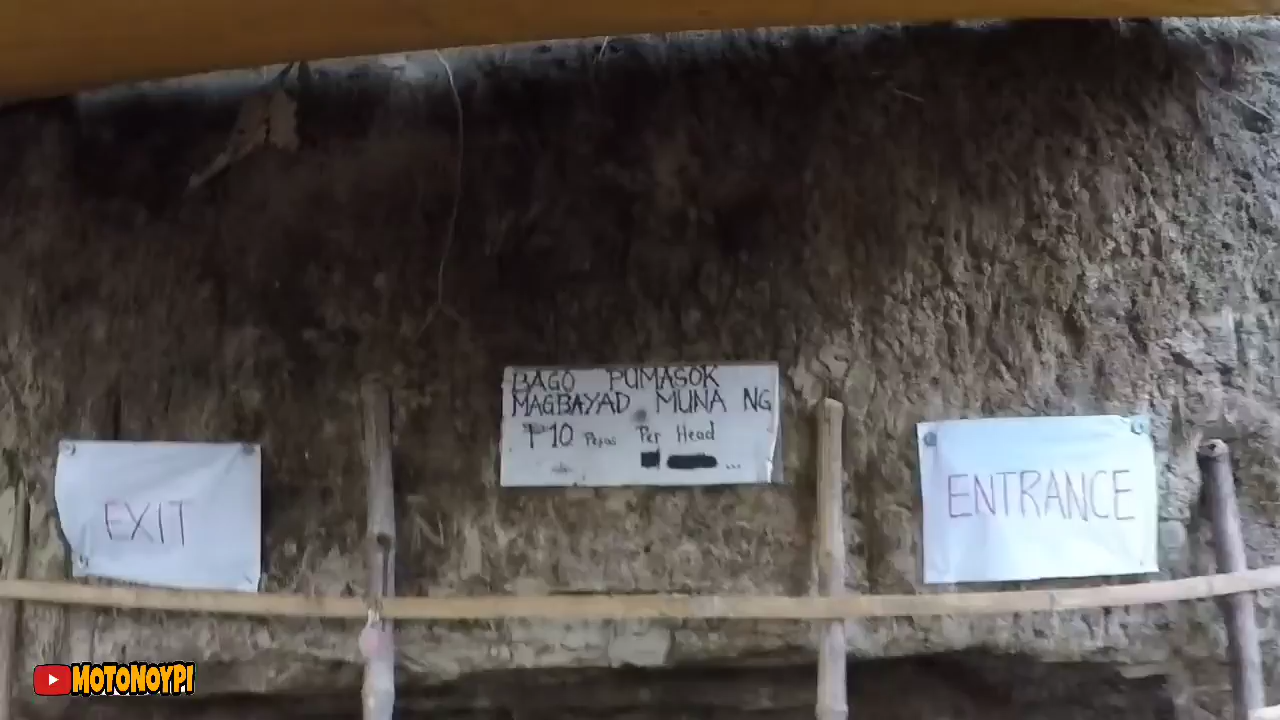 BAGO PUMASOK
MAGBAYAD MUNA NG
₱10 Pesos Per Head
EXIT
ENTRANCE
MOTONOYPI